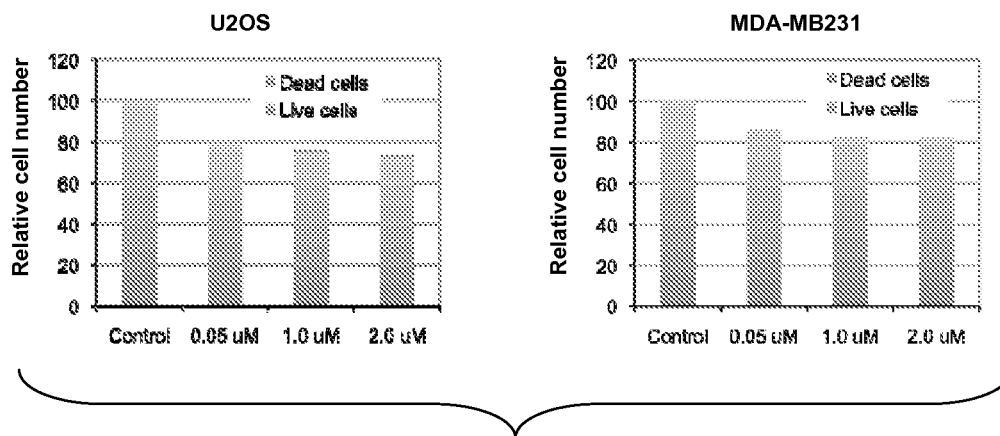 U2OS
Relative cell number
120
100
80
60
40
20
0
Dead cells
Live cells
Control 0.05 uM 1.0 uM 2.0 uM
MDA-MB231
Relative cell number
120
100
80
60
40
20
0
Dead cells
Live cells
Control 0.05 uM 1.0 uM 2.0 uM